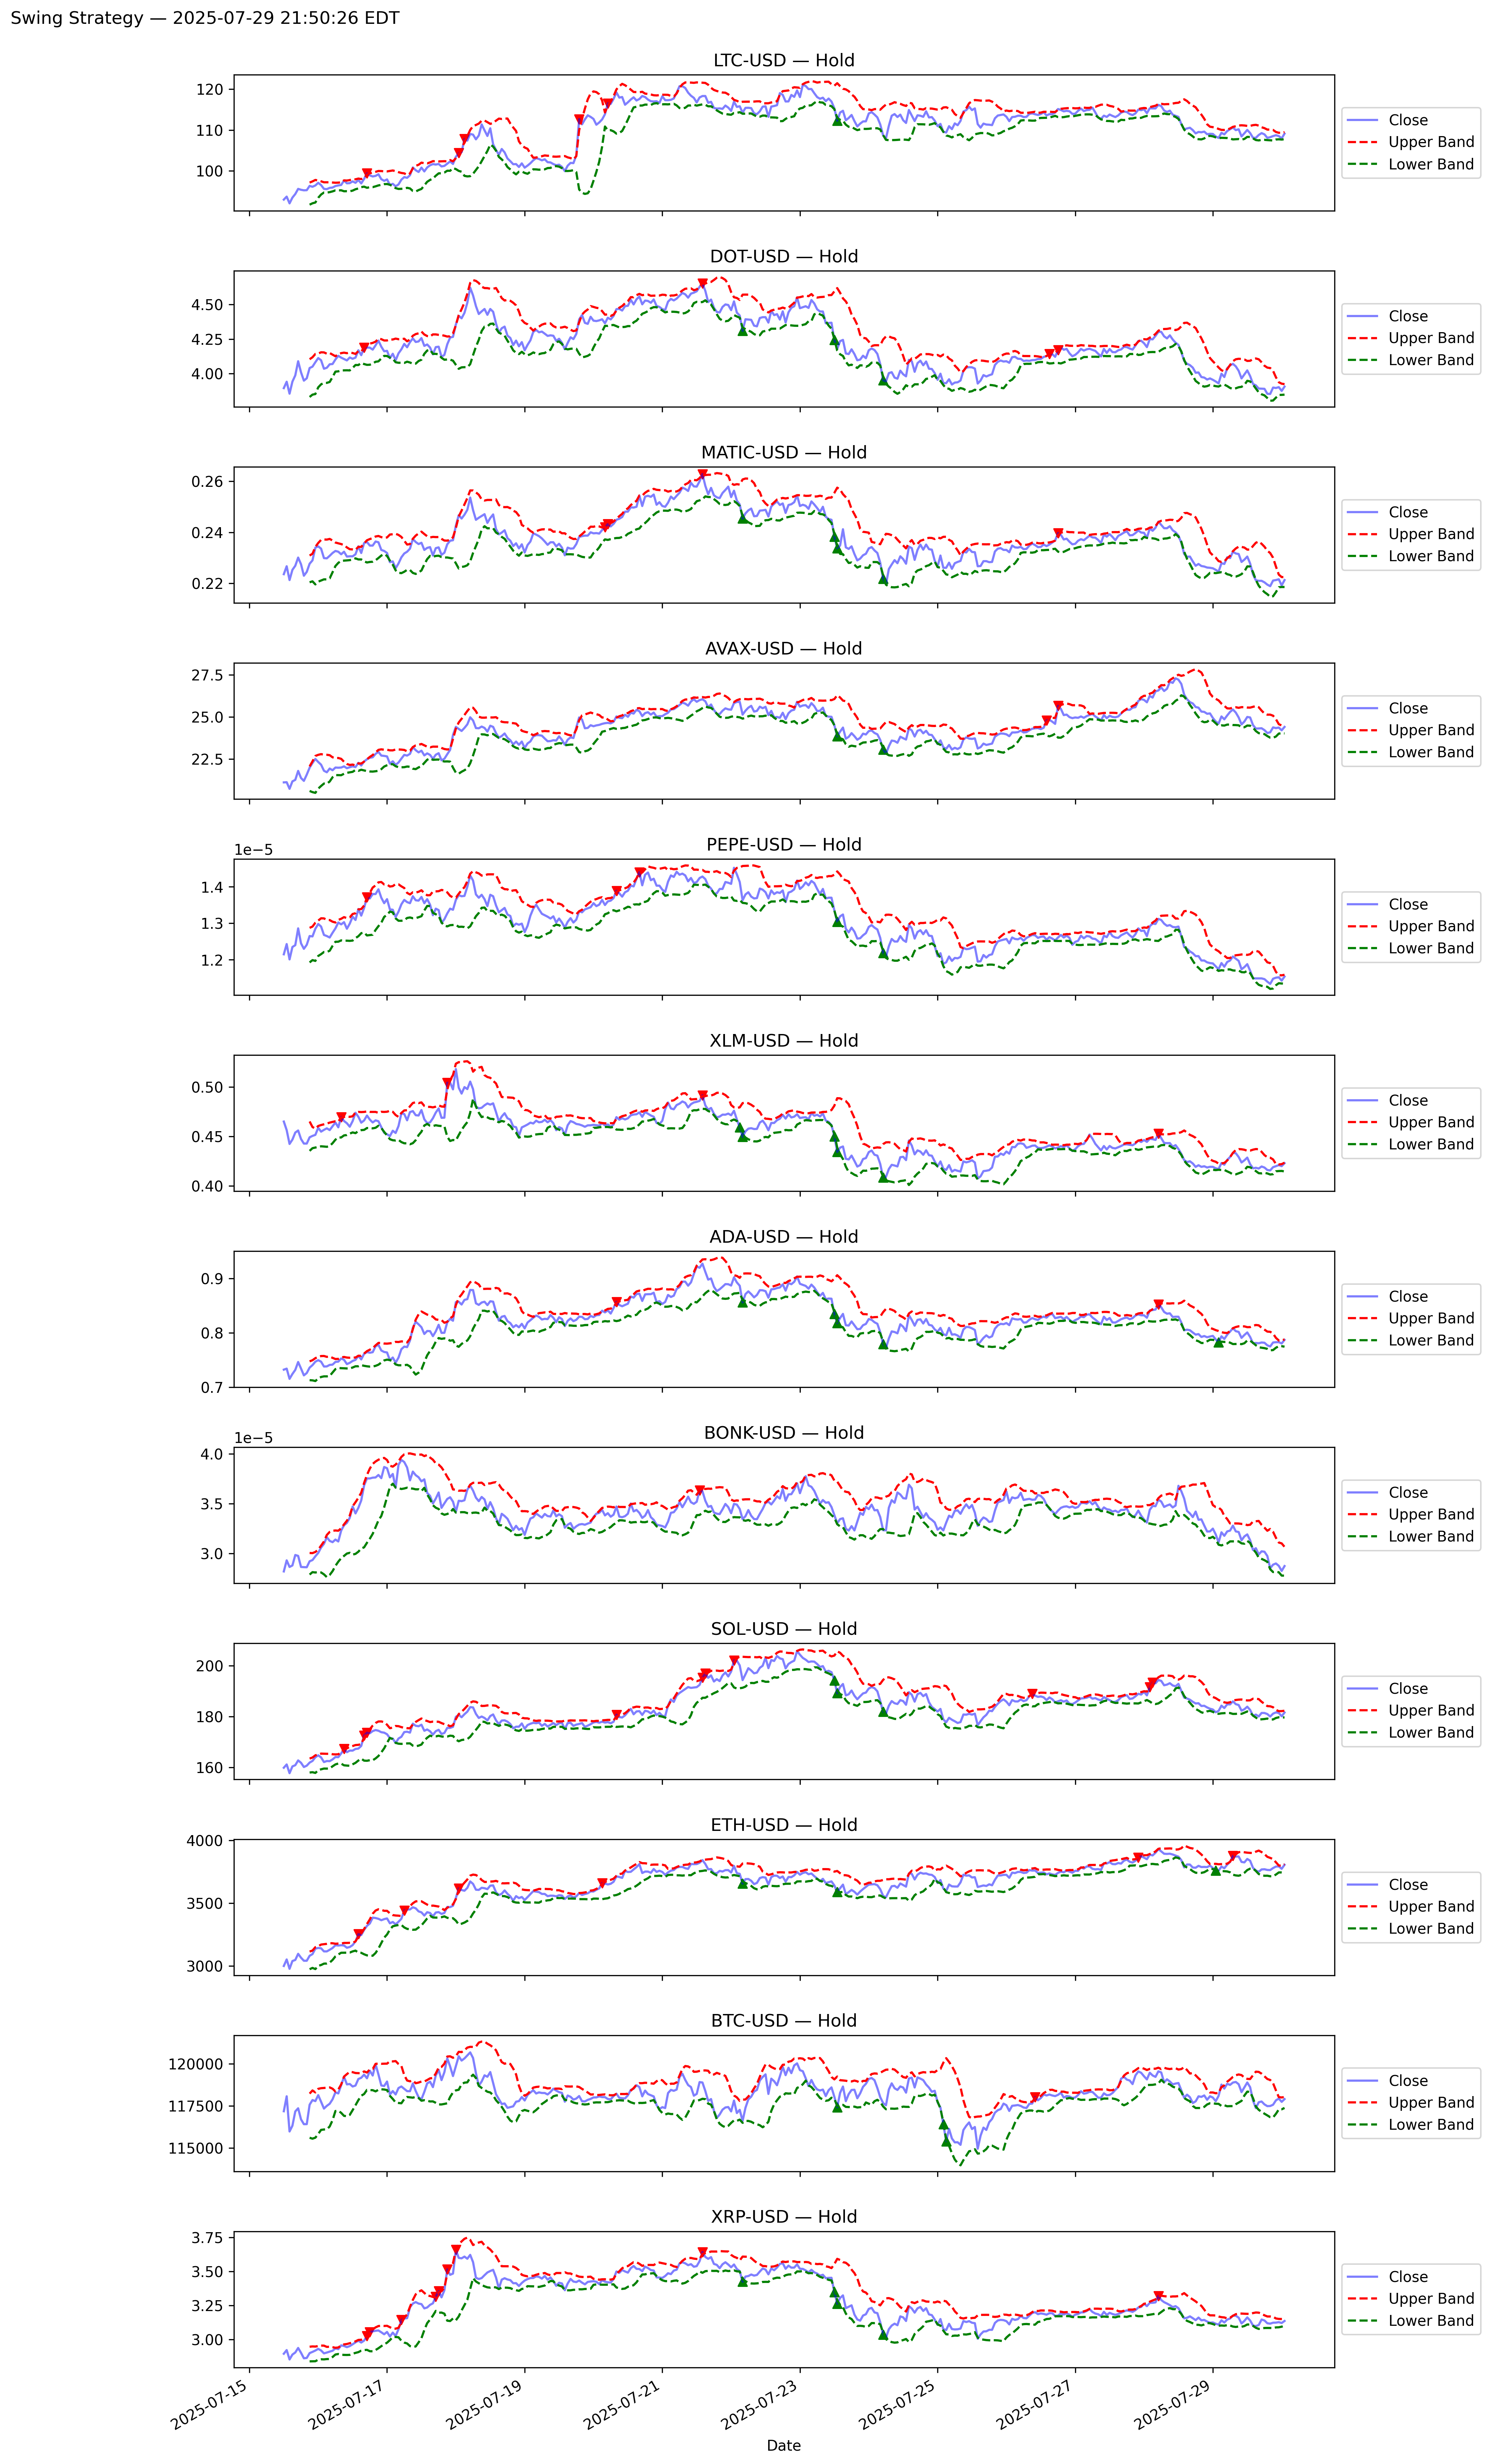 Swing Strategy — 2025-07-29 21:50:26 EDT
LTC-USD — Hold
120
110
100
Close
Upper Band
Lower Band
DOT-USD — Hold
4.50
4.25
4.00
Close
Upper Band
Lower Band
MATIC-USD — Hold
0.26
0.24
0.22
Close
Upper Band
Lower Band
AVAX-USD — Hold
27.5
25.0
22.5
Close
Upper Band
Lower Band
PEPE-USD — Hold
1e−5
1.4
1.3
1.2
Close
Upper Band
Lower Band
XLM-USD — Hold
0.50
0.45
0.40
Close
Upper Band
Lower Band
ADA-USD — Hold
0.9
0.8
0.7
Close
Upper Band
Lower Band
BONK-USD — Hold
1e−5
4.0
3.5
3.0
Close
Upper Band
Lower Band
SOL-USD — Hold
200
180
160
Close
Upper Band
Lower Band
ETH-USD — Hold
4000
3500
3000
Close
Upper Band
Lower Band
BTC-USD — Hold
120000
117500
115000
Close
Upper Band
Lower Band
XRP-USD — Hold
3.75
3.50
3.25
3.00
Close
Upper Band
Lower Band
2025-07-15
2025-07-17
2025-07-19
2025-07-21
2025-07-23
2025-07-25
2025-07-27
2025-07-29
Date